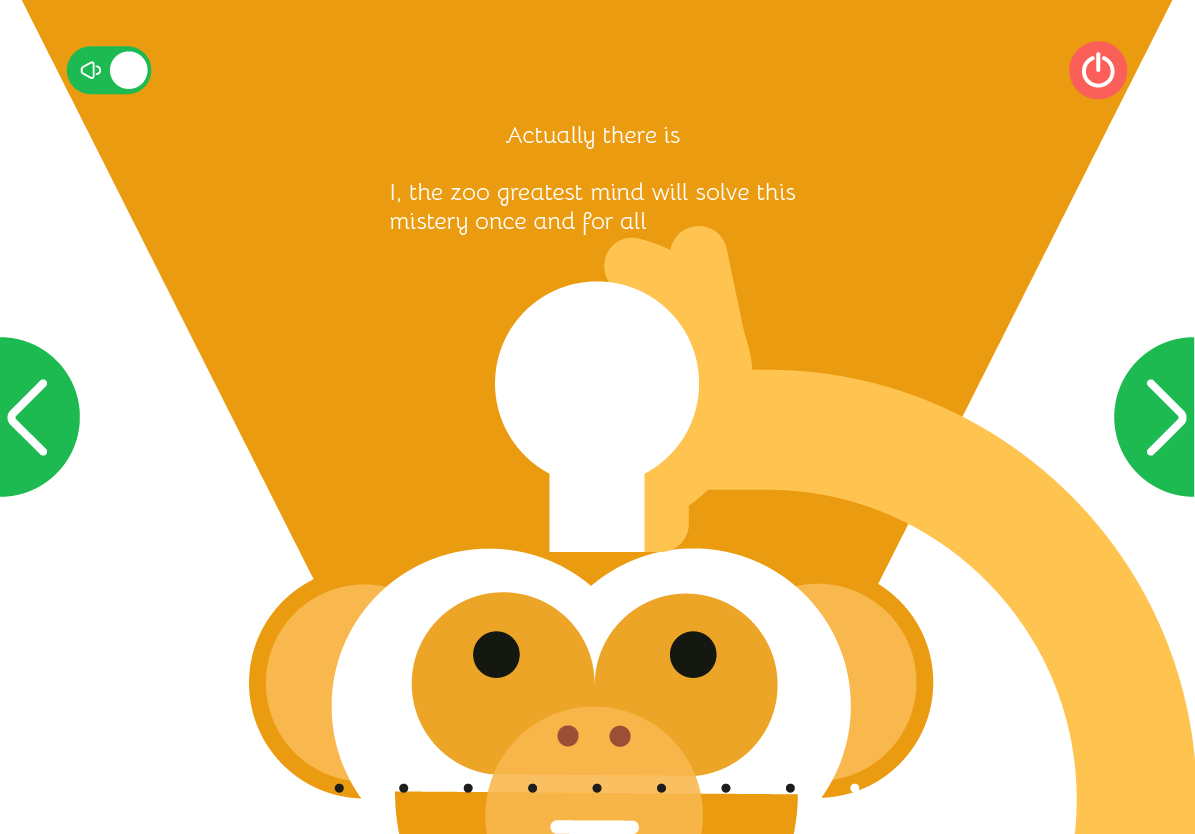 Actually there is
I, the zoo greatest mind will solve this
mistery once and for all